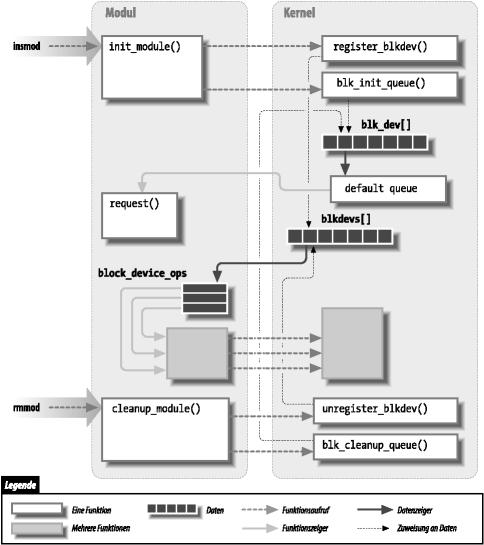 Modul
Kernel
insmod
init_module()
register_blkdev()
blk_init_queue()
blk_dev[]
default queue
request()
blkdevs[]
block_device_ops
rmmod
cleanup_module()
unregister_blkdev()
blk_cleanup_queue()
Legende
Eine Funktion
Daten
Funktionsaufruf
Datenzeiger
Mehrere Funktionen
Funktionszeiger
Zuweisung an Daten